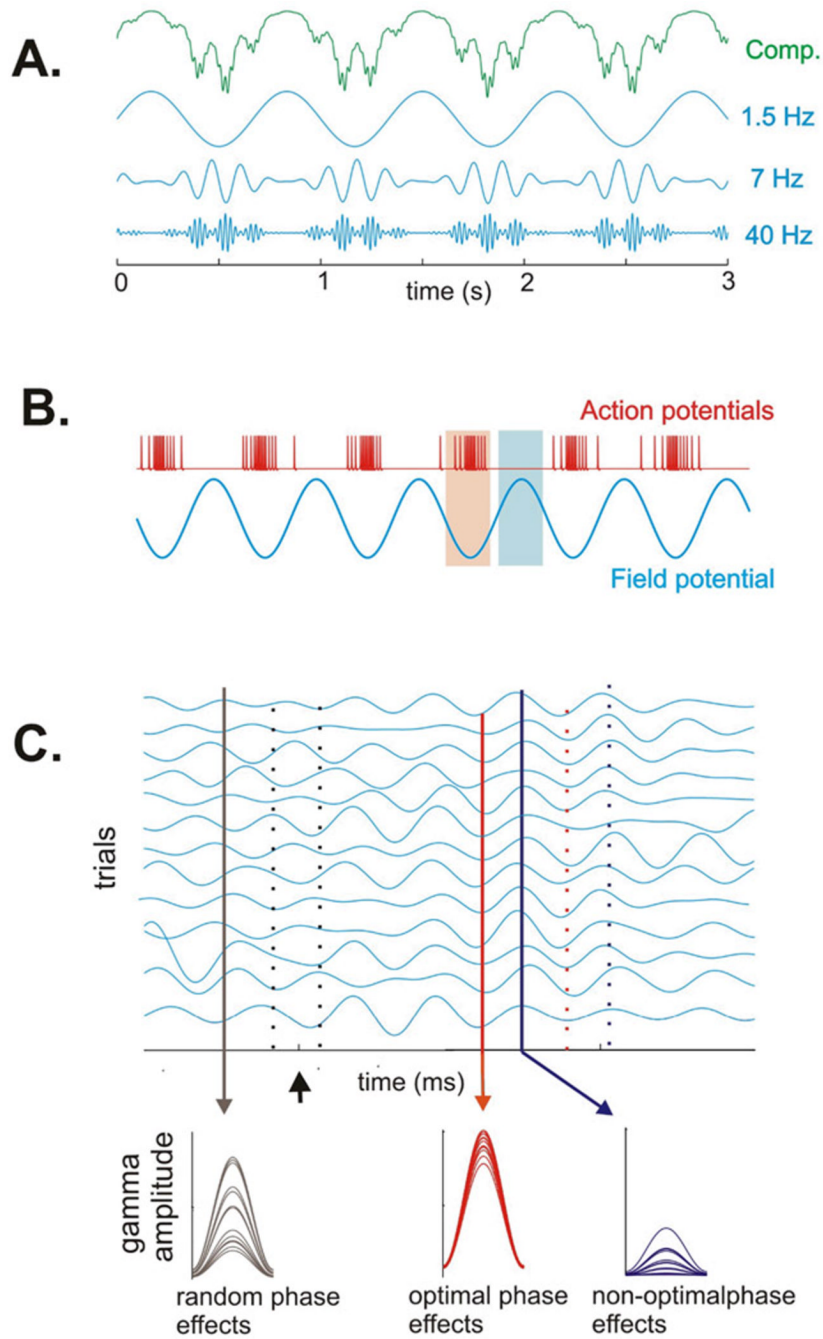 A.
Comp.
1.5 Hz
7 Hz
40 Hz
0
1
2
3
time (s)
B.
Action potentials
Field potential
C.
trials
time (ms)
gamma
amplitude
random phase
effects
optimal phase
effects
non-optimalphase
effects